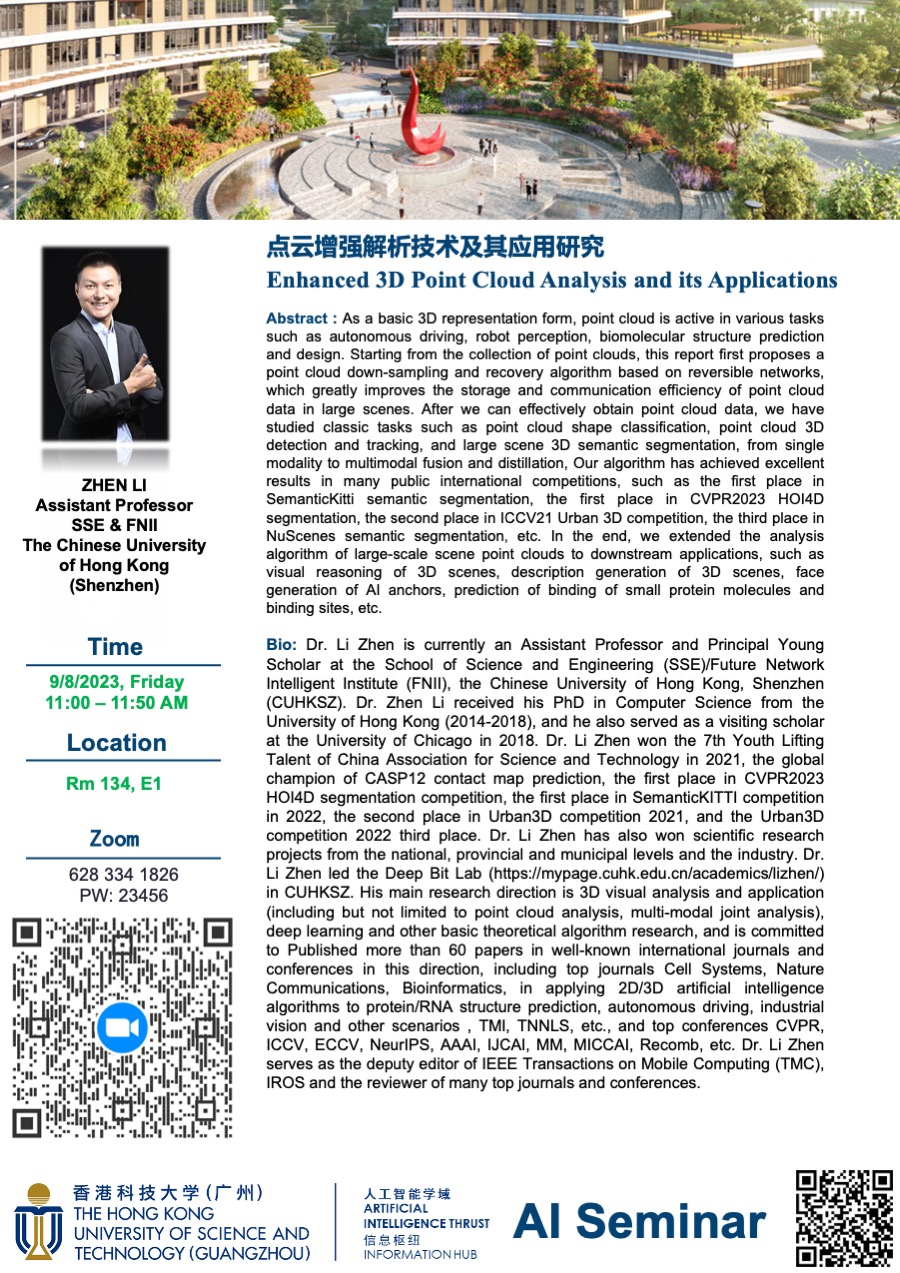 点云增强解析技术及其应用研究
Enhanced 3D Point Cloud Analysis and its Applications
Abstract : As a basic 3D representation form, point cloud is active in various tasks
such as autonomous driving, robot perception, biomolecular structure prediction
and design. Starting from the collection of point clouds, this report first proposes a
point cloud down-sampling and recovery algorithm based on reversible networks,
which greatly improves the storage and communication efficiency of point cloud
data in large scenes. After we can effectively obtain point cloud data, we have
studied classic tasks such as point cloud shape classification, point cloud 3D
detection and tracking, and large scene 3D semantic segmentation, from single
modality to multimodal fusion and distillation, Our algorithm has achieved excellent
results in many public international competitions, such as the first place in
SemanticKitti semantic segmentation, the first place in CVPR2023 HOI4D
segmentation, the second place in ICCV21 Urban 3D competition, the third place in
NuScenes semantic segmentation, etc. In the end, we extended the analysis
algorithm of large-scale scene point clouds to downstream applications, such as
visual reasoning of 3D scenes, description generation of 3D scenes, face
generation of AI anchors, prediction of binding of small protein molecules and
binding sites, etc.
ZHEN LI
Assistant Professor
SSE & FNII
The Chinese University
of Hong Kong
(Shenzhen)
Time
9/8/2023, Friday
11:00 – 11:50 AM
Location
Rm 134, E1
Zoom
628 334 1826
PW: 23456
Bio: Dr. Li Zhen is currently an Assistant Professor and Principal Young
Scholar at the School of Science and Engineering (SSE)/Future Network
Intelligent Institute (FNII), the Chinese University of Hong Kong, Shenzhen
(CUHKSZ). Dr. Zhen Li received his PhD in Computer Science from the
University of Hong Kong (2014-2018), and he also served as a visiting scholar
at the University of Chicago in 2018. Dr. Li Zhen won the 7th Youth Lifting
Talent of China Association for Science and Technology in 2021, the global
champion of CASP12 contact map prediction, the first place in CVPR2023
HOI4D segmentation competition, the first place in SemanticKITTI competition
in 2022, the second place in Urban3D competition 2021, and the Urban3D
competition 2022 third place. Dr. Li Zhen has also won scientific research
projects from the national, provincial and municipal levels and the industry. Dr.
Li Zhen led the Deep Bit Lab (https://mypage.cuhk.edu.cn/academics/lizhen/)
in CUHKSZ. His main research direction is 3D visual analysis and application
(including but not limited to point cloud analysis, multi-modal joint analysis),
deep learning and other basic theoretical algorithm research, and is committed
to Published more than 60 papers in well-known international journals and
conferences in this direction, including top journals Cell Systems, Nature
Communications, Bioinformatics, in applying 2D/3D artificial intelligence
algorithms to protein/RNA structure prediction, autonomous driving, industrial
vision and other scenarios , TMI, TNNLS, etc., and top conferences CVPR,
ICCV, ECCV, NeurIPS, AAAI, IJCAI, MM, MICCAI, Recomb, etc. Dr. Li Zhen
serves as the deputy editor of IEEE Transactions on Mobile Computing (TMC),
IROS and the reviewer of many top journals and conferences.
香港科技大学(广州)
THE HONG KONG
UNIVERSITY OF SCIENCE AND
TECHNOLOGY (GUANGZHOU)
人工智能学域
ARTIFICIAL
INTELLIGENCE THRUST
信息枢纽
INFORMATION HUB
AI Seminar